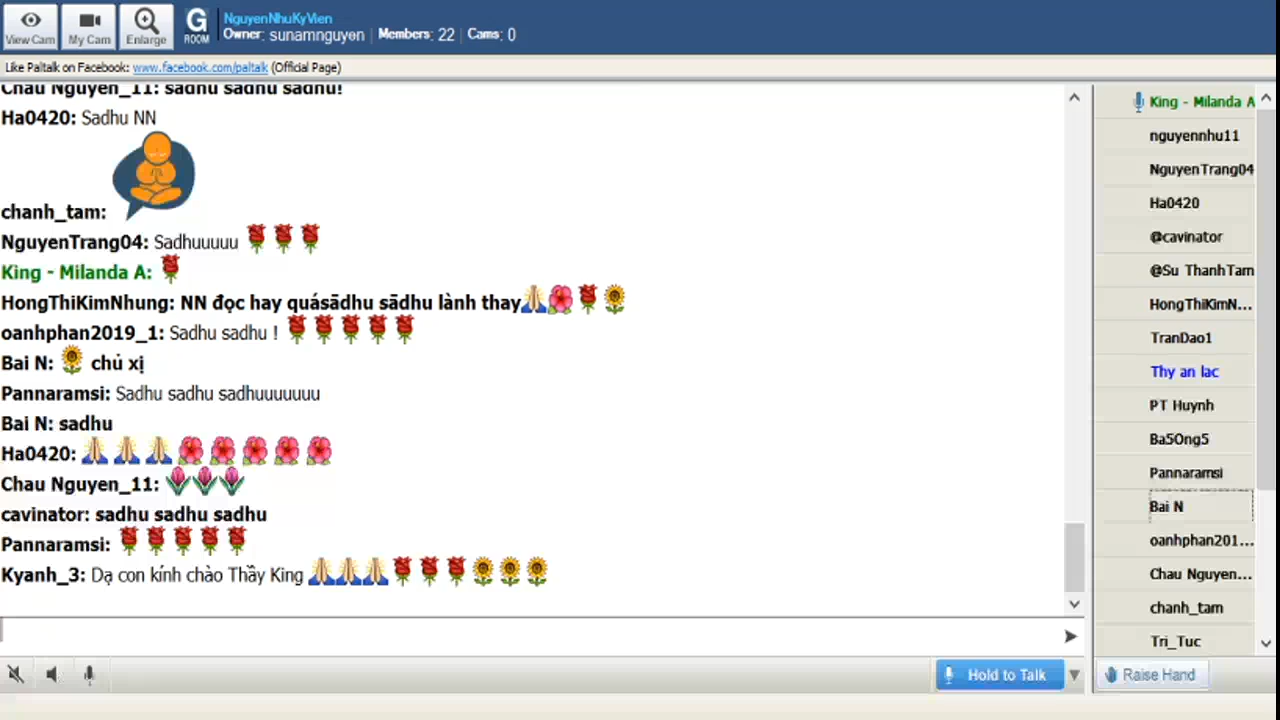 View Cam
My Cam
Enlarge
G
ROOM
NguyenNhuKyVien
Owner: sunamnguyen | Members: 22 | Cams: 0
Like Paltalk on Facebook: www.facebook.com/paltalk (Official Page)
Chau Nguyen_11: sadhu sadhu sadhu!
Ha0420: Sadhu NN
chanh_tam:
NguyenTrang04: Sadhuuuuu
King - Milanda A:
HongThiKimNhung: NN đọc hay quásādhu sādhu lành thay
oanhphan2019_1: Sadhu sadhu !
Bai N: chủ xị
Pannaramsi: Sadhu sadhu sadhuuuuuuu
Bai N: sadhu
Ha0420:
Chau Nguyen_11:
cavinator: sadhu sadhu sadhu
Pannaramsi:
Kyanh_3: Dạ con kính chào Thầy King
King - Milanda A
nguyennhu11
NguyenTrang04
Ha0420
@cavinator
@Su ThanhTam
HongThiKimN...
TranDao1
Thy an lac
PT Huynh
Ba5Ong5
Pannaramsi
Bai N
oanhphan201...
Chau Nguyen...
chanh_tam
Tri_Tuc
Hold to Talk
Raise Hand